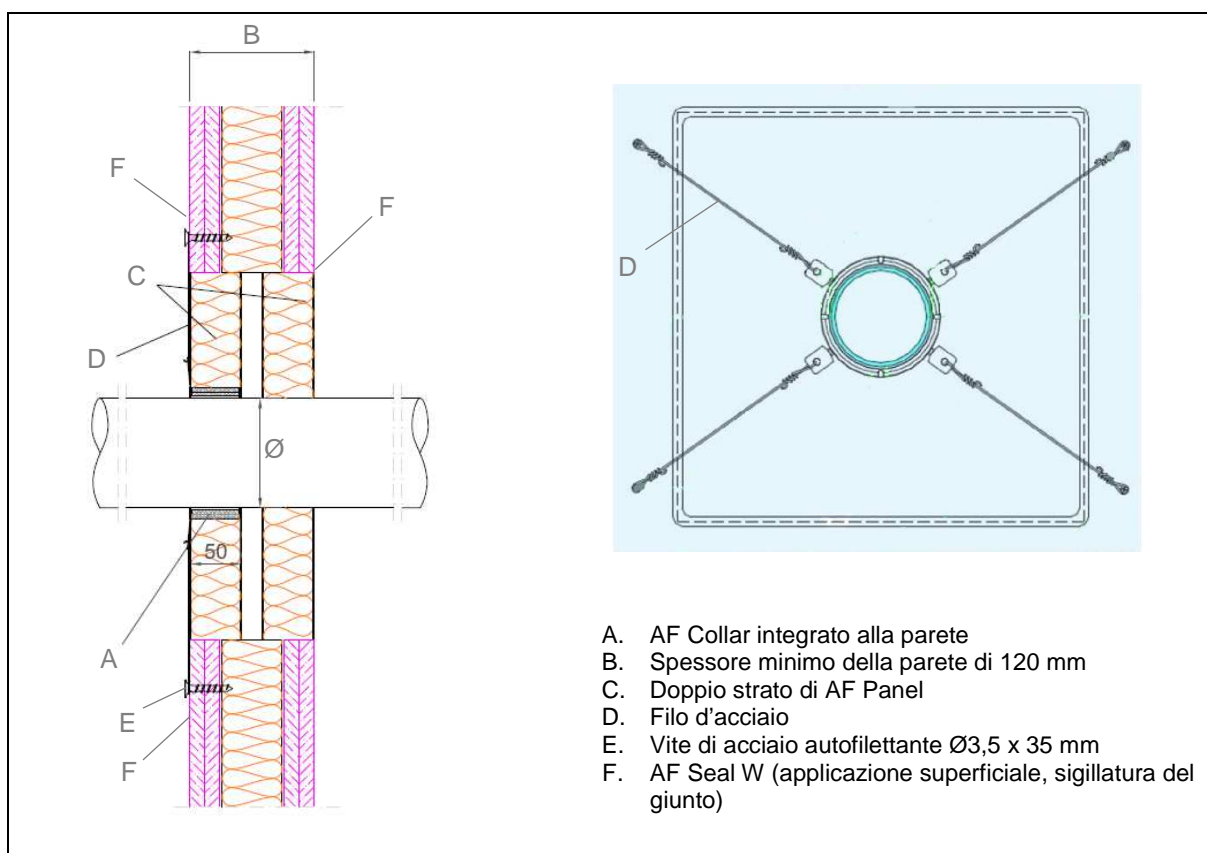 B
F
F
C
D
Ø
50
A
E
F
D
A. AF Collar integrato alla parete
B. Spessore minimo della parete di 120 mm
C. Doppio strato di AF Panel
D. Filo d'acciaio
E. Vite di acciaio autofilettante Ø3,5 x 35 mm
F. AF Seal W (applicazione superficiale, sigillatura del
giunto)